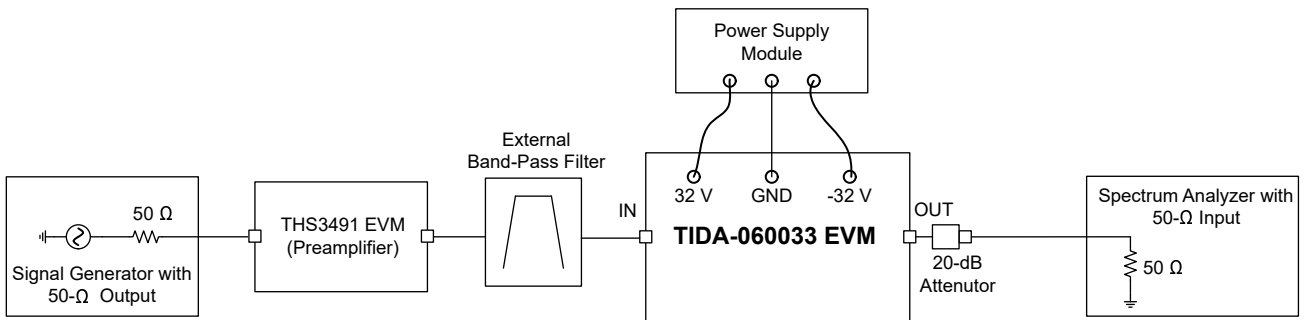 Power Supply
Module
32 V
GND
-32 V
IN
TIDA-060033 EVM
OUT
20-dB
Attenutor
External
Band-Pass Filter
THS3491 EVM
(Preamplifier)
50 Ω
Signal Generator with
50-Ω Output
Spectrum Analyzer with
50-Ω Input
50 Ω